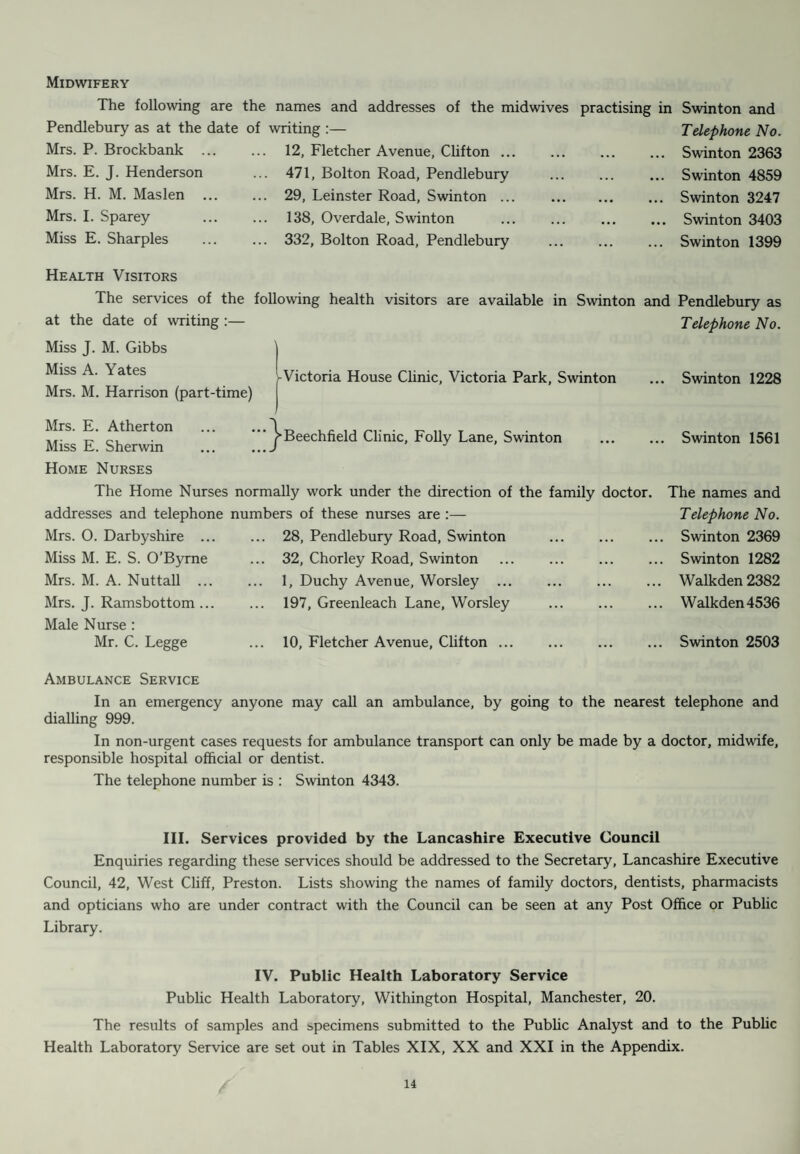 MIDWIFERY
The following are the names and addresses of the midwives practising in Swinton and
Pendlebury as at the date of writing :— Telephone No.
Mrs. P. Brockbank ... ... 12, Fletcher Avenue, Clifton ... ... ... ... Swinton 2363
Mrs. E. J. Henderson ... 471, Bolton Road, Pendlebury ... ... ... Swinton 4859
Mrs. H. M. Maslen ... ... 29, Leinster Road, Swinton ... ... ... ... Swinton 3247
Mrs. I. Sparey ... ... 138, Overdale, Swinton ... ... ... ... Swinton 3403
Miss E. Sharples ... ... 332, Bolton Road, Pendlebury ... ... ... Swinton 1399
HEALTH VISITORS
The services of the following health visitors are available in Swinton and Pendlebury as
at the date of writing :— Telephone No.
Miss J. M. Gibbs
Miss A. Yates
Mrs. M. Harrison (part-time)
Victoria House Clinic, Victoria Park, Swinton ... Swinton 1228
Mrs. E. Atherton ... ...
Miss E. Sherwin ... ...
Beechfield Clinic, Folly Lane, Swinton ... ... Swinton 1561
HOME NURSES
The Home Nurses normally work under the direction of the family doctor. The names and
addresses and telephone numbers of these nurses are :— Telephone No.
Mrs. O. Darbyshire ... ... 28, Pendlebury Road, Swinton ... ... ... Swinton 2369
Miss M. E. S. O'Byrne ... 32, Chorley Road, Swinton ... ... ... ... Swinton 1282
Mrs. M. A. Nuttall ... ... 1, Duchy Avenue, Worsley ... ... ... ... Walkden 2382
Mrs. J. Ramsbottom ... ... 197, Greenleach Lane, Worsley ... ... ... Walkden 4536
Male Nurse :
Mr. C. Legge ... 10, Fletcher Avenue, Clifton ... ... ... ... Swinton 2503
AMBULANCE SERVICE
In an emergency anyone may call an ambulance, by going to the nearest telephone and
dialling 999.
In non-urgent cases requests for ambulance transport can only be made by a doctor, midwife,
responsible hospital official or dentist.
The telephone number is : Swinton 4343.
III. Services provided by the Lancashire Executive Council
Enquiries regarding these services should be addressed to the Secretary, Lancashire Executive
Council, 42, West Cliff, Preston. Lists showing the names of family doctors, dentists, pharmacists
and opticians who are under contract with the Council can be seen at any Post Office or Public
Library.
IV. Public Health Laboratory Service
Public Health Laboratory, Withington Hospital, Manchester, 20.
The results of samples and specimens submitted to the Public Analyst and to the Public
Health Laboratory Service are set out in Tables XIX, XX and XXI in the Appendix.
14